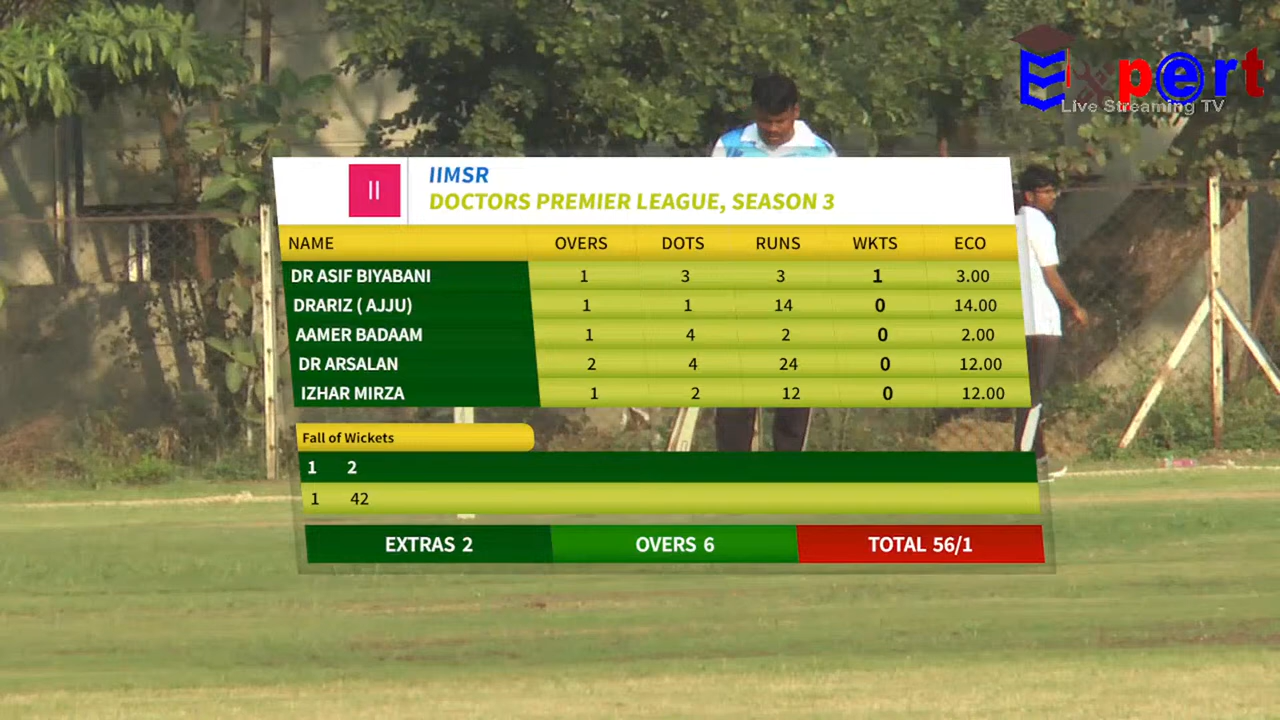 Expert
Live Streaming TV
II
IIMSR
DOCTORS PREMIER LEAGUE, SEASON 3
NAME OVERS DOTS RUNS WKTS ECO
DR ASIF BIYABANI 1 3 3 1 3.00
DRARIZ ( AJJU) 1 1 14 0 14.00
AAMER BADAAM 1 4 2 0 2.00
DR ARSALAN 2 4 24 0 12.00
IZHAR MIRZA 1 2 12 0 12.00
Fall of Wickets
1 2
1 42
EXTRAS 2 OVERS 6 TOTAL 56/1